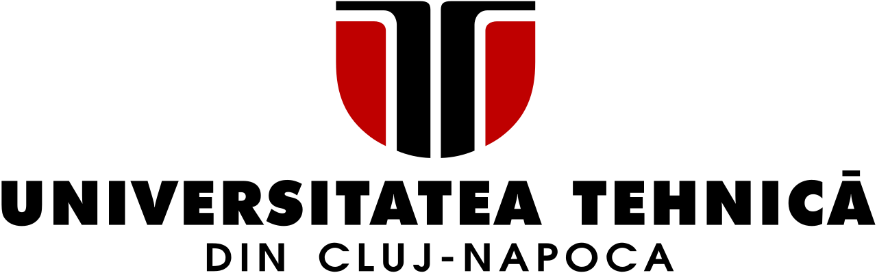 UNIVERSITATEA TEHNICĂ
DIN CLUJ-NAPOCA